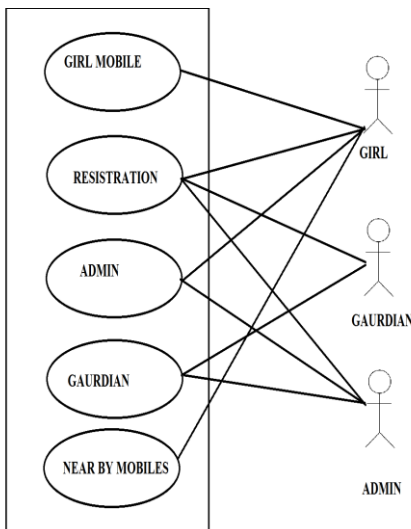 GIRL MOBILE
RESISTRATION
ADMIN
GAURDIAN
NEAR BY MOBILES
GIRL
GAURDIAN
ADMIN